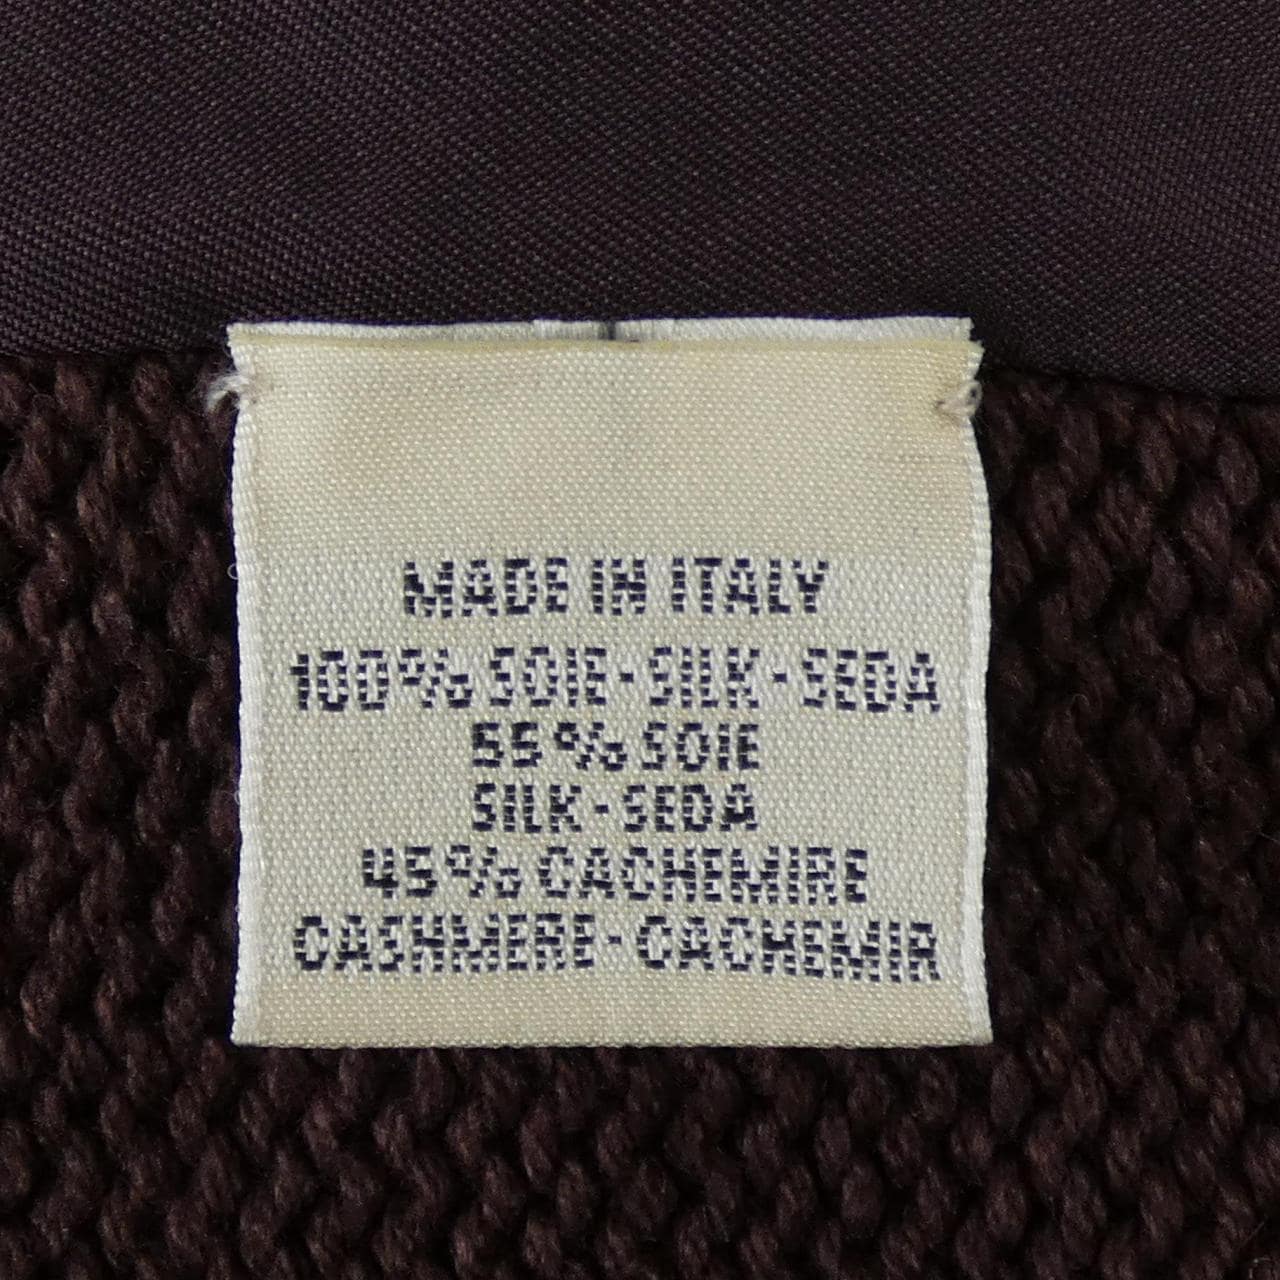 MADE IN ITALY
100% SOIE·SILK·SEDA
55% SOIE
SILK·SEDA
45% CACHEMIRE
CASHMERE·CACHEMIR